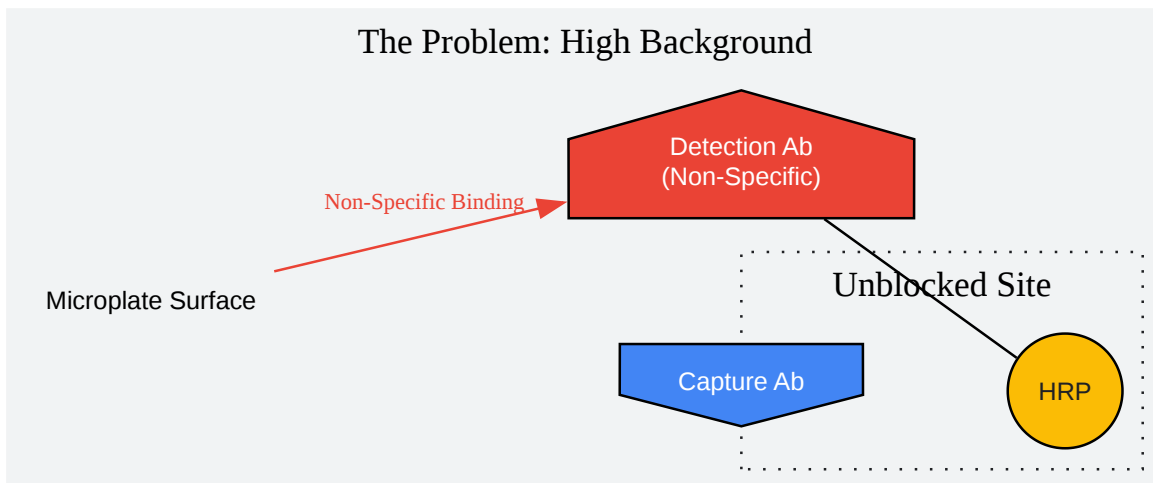 The Problem: High Background
Detection Ab
(Non-Specific)
Non-Specific Binding
Unblocked Site
Microplate Surface
Capture Ab
HRP